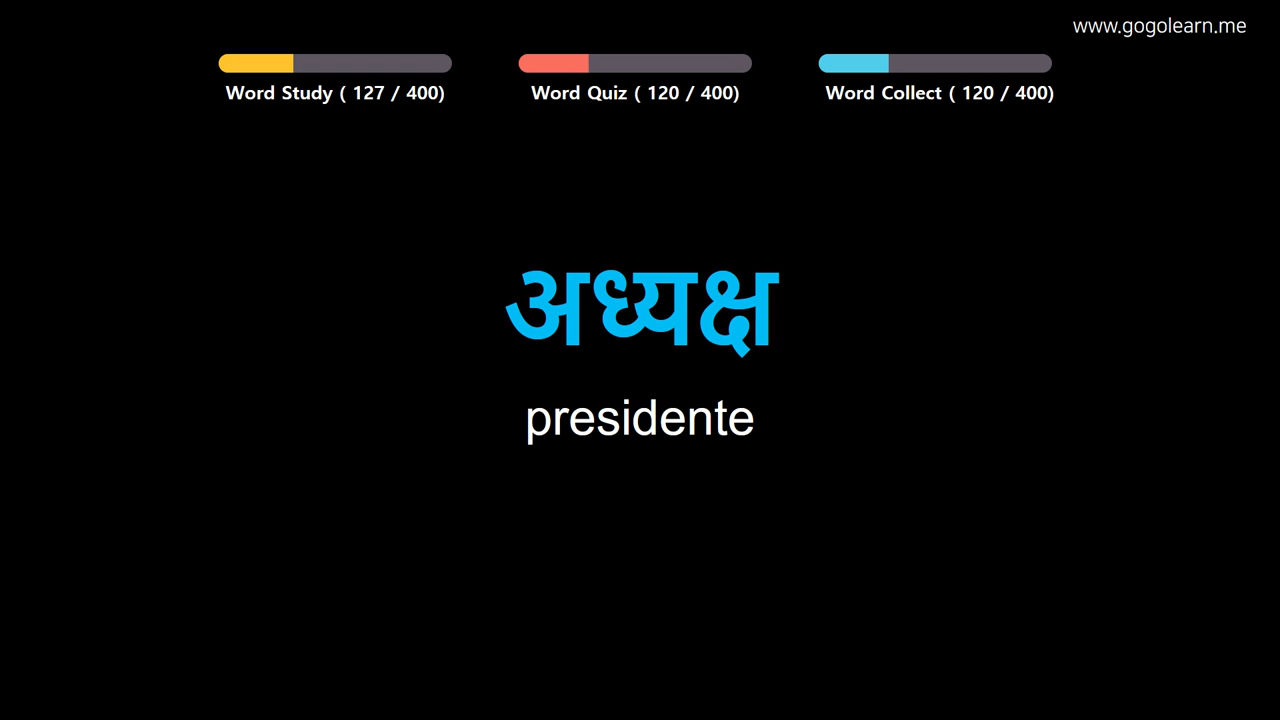 www.gogolearn.me
Word Study ( 127 / 400)
Word Quiz ( 120 / 400)
Word Collect ( 120 / 400)
अध्यक्ष
presidente